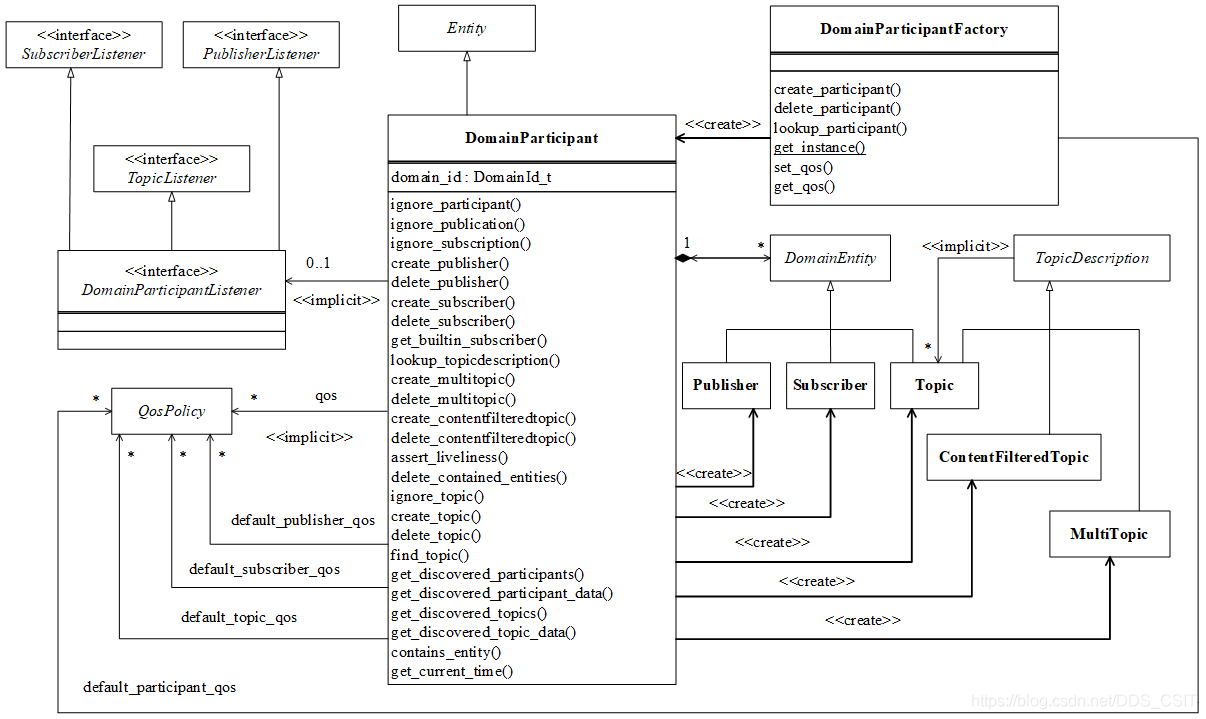 <<interface>>
SubscriberListener
<<interface>>
PublisherListener
Entity
DomainParticipantFactory
create_participant()
delete_participant()
lookup_participant()
get_instance()
set_qos()
get_qos()
<<create>>
<<interface>>
TopicListener
DomainParticipant
domain_id : DomainId_t
ignore_participant()
ignore_publication()
ignore_subscription()
create_publisher()
delete_publisher()
create_subscriber()
delete_subscriber()
get_builtin_subscriber()
lookup_topicdescription()
create_multitopic()
delete_multitopic()
create_contentfilteredtopic()
delete_contentfilteredtopic()
assert_liveliness()
delete_contained_entities()
ignore_topic()
create_topic()
delete_topic()
find_topic()
get_discovered_participants()
get_discovered_participant_data()
get_discovered_topics()
get_discovered_topic_data()
contains_entity()
get_current_time()
<<interface>>
DomainParticipantListener
0..1
<<implicit>>
1
*
DomainEntity
<<implicit>>
TopicDescription
*
Publisher
Subscriber
Topic
ContentFilteredTopic
MultiTopic
*
QosPolicy
*
qos
<<implicit>>
*
*
*
default_publisher_qos
default_subscriber_qos
default_topic_qos
default_participant_qos
<<create>>
<<create>>
<<create>>
<<create>>
<<create>>
https://blog.csdn.net/DDS_CSIT